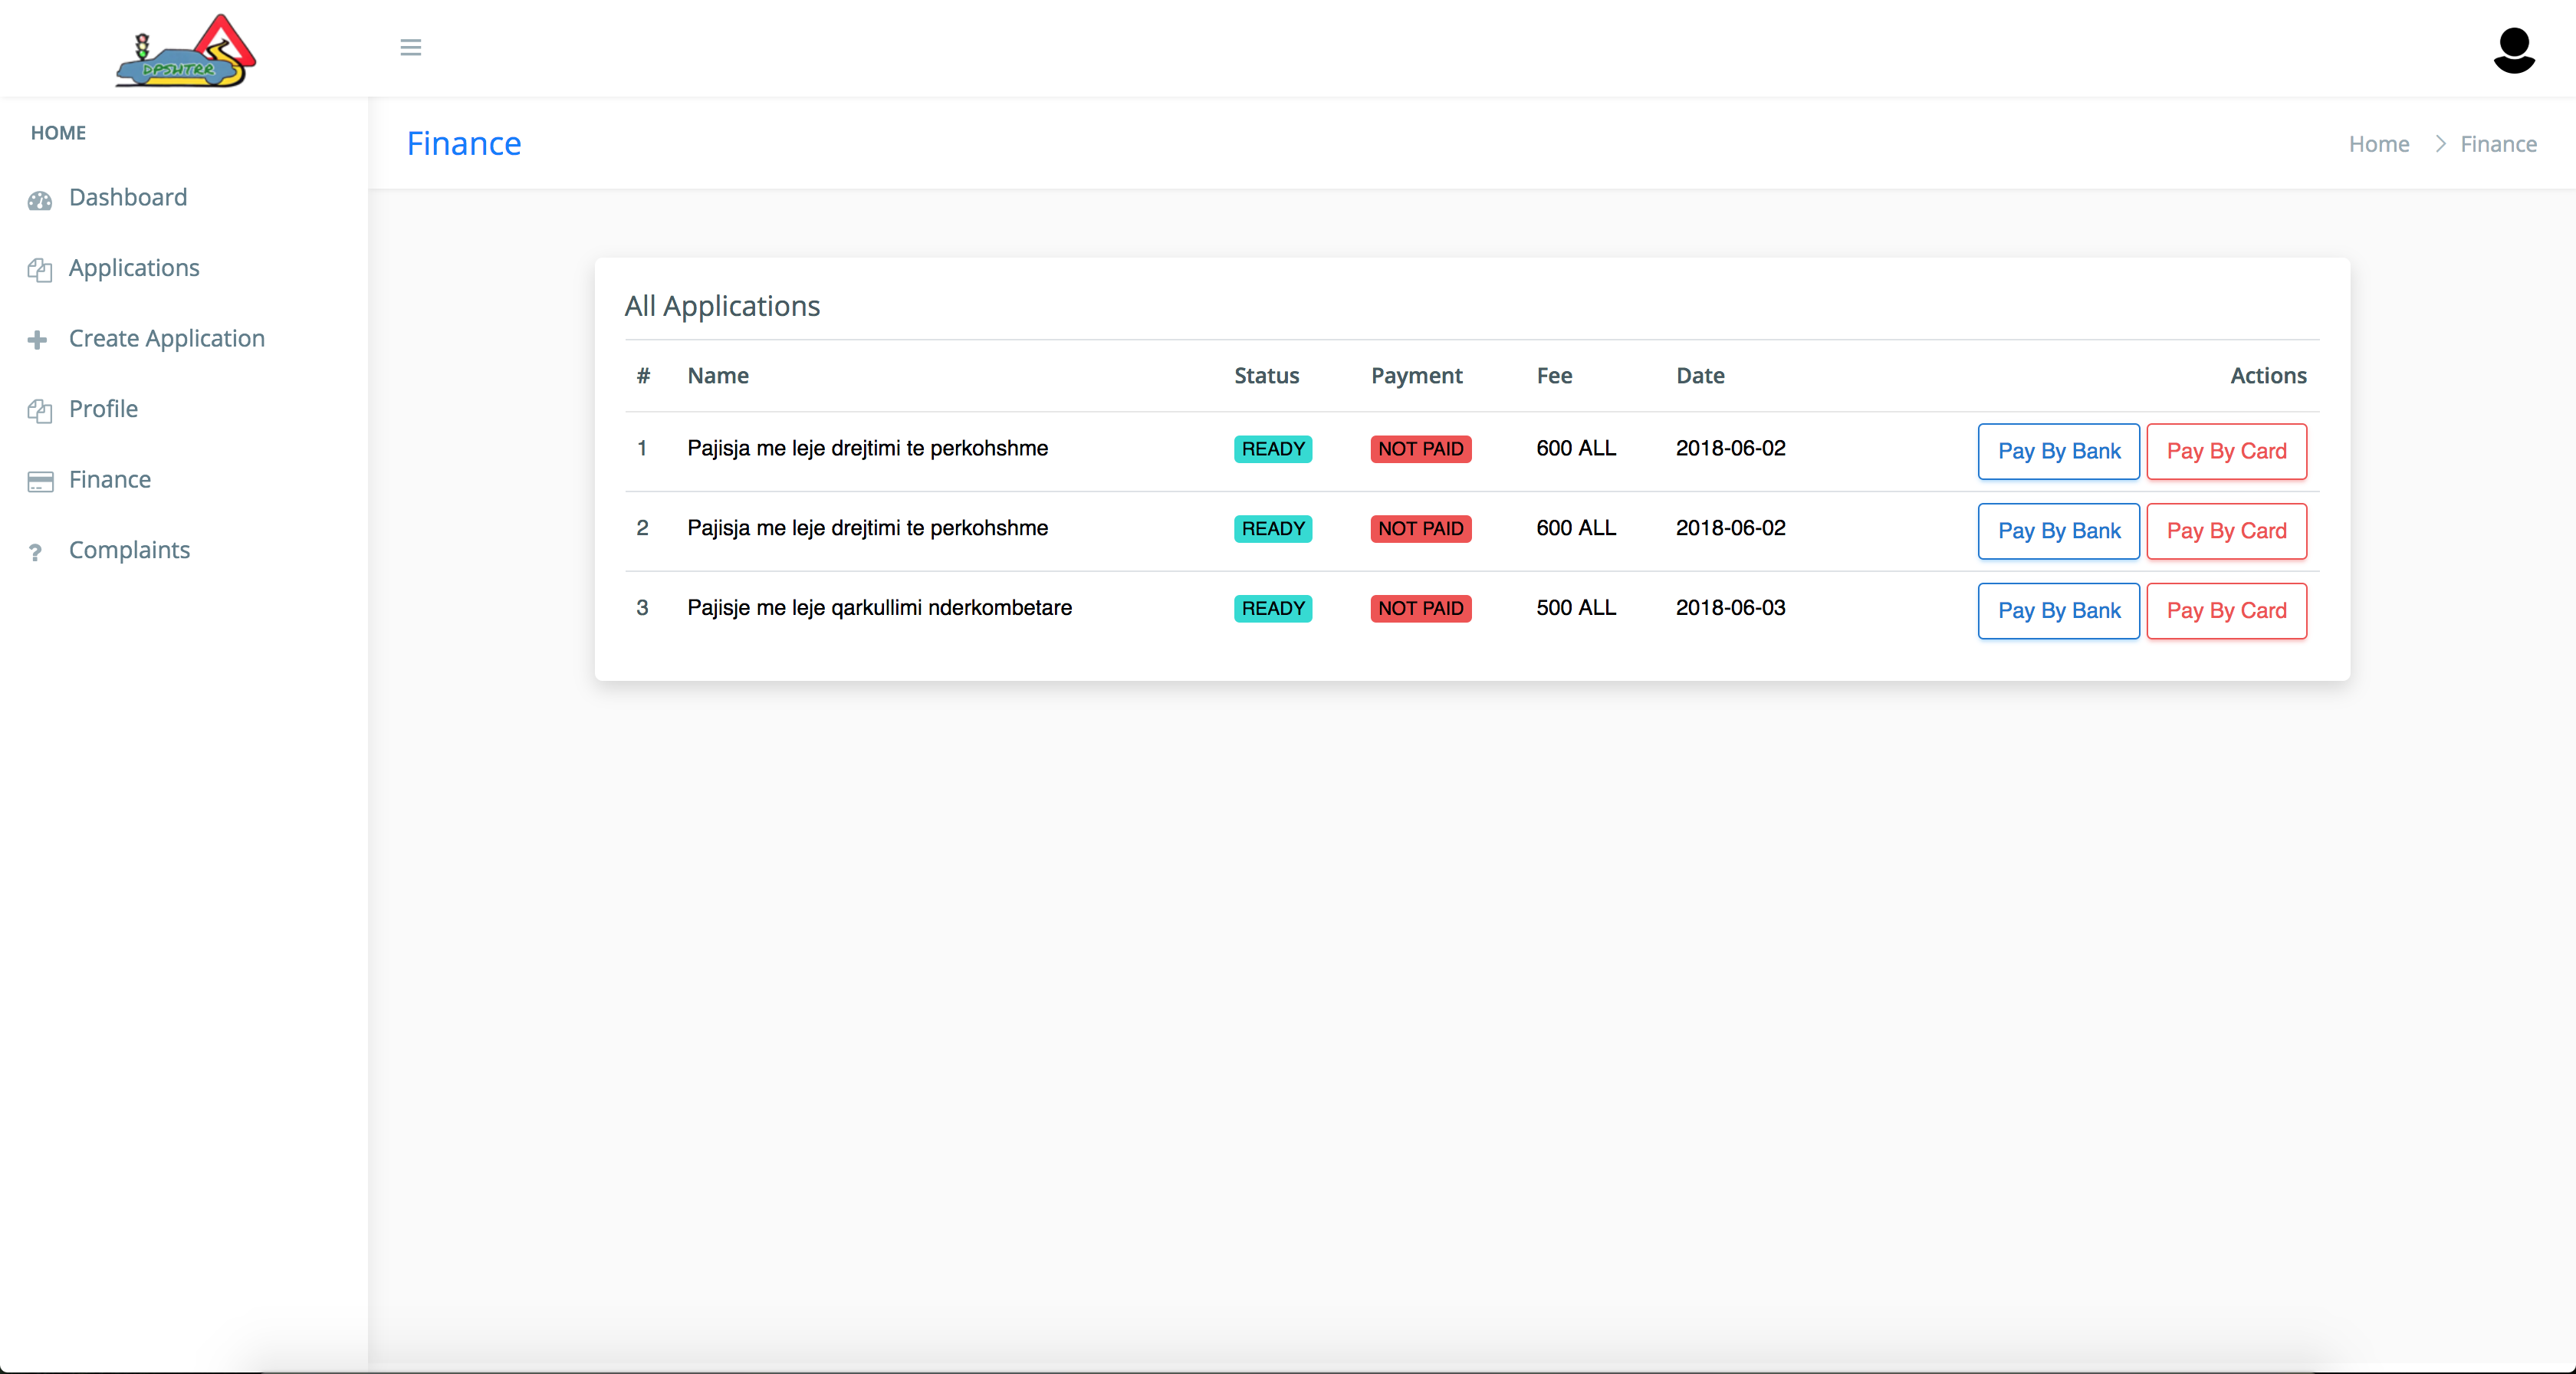 DPSHTRR
HOME
Dashboard
Applications
Create Application
Profile
Finance
Complaints
Finance
Home > Finance
All Applications
# Name Status Payment Fee Date Actions
1 Pajisja me leje drejtimi te perkohshme READY NOT PAID 600 ALL 2018-06-02 Pay By Bank Pay By Card
2 Pajisja me leje drejtimi te perkohshme READY NOT PAID 600 ALL 2018-06-02 Pay By Bank Pay By Card
3 Pajisje me leje qarkullimi nderkombetare READY NOT PAID 500 ALL 2018-06-03 Pay By Bank Pay By Card